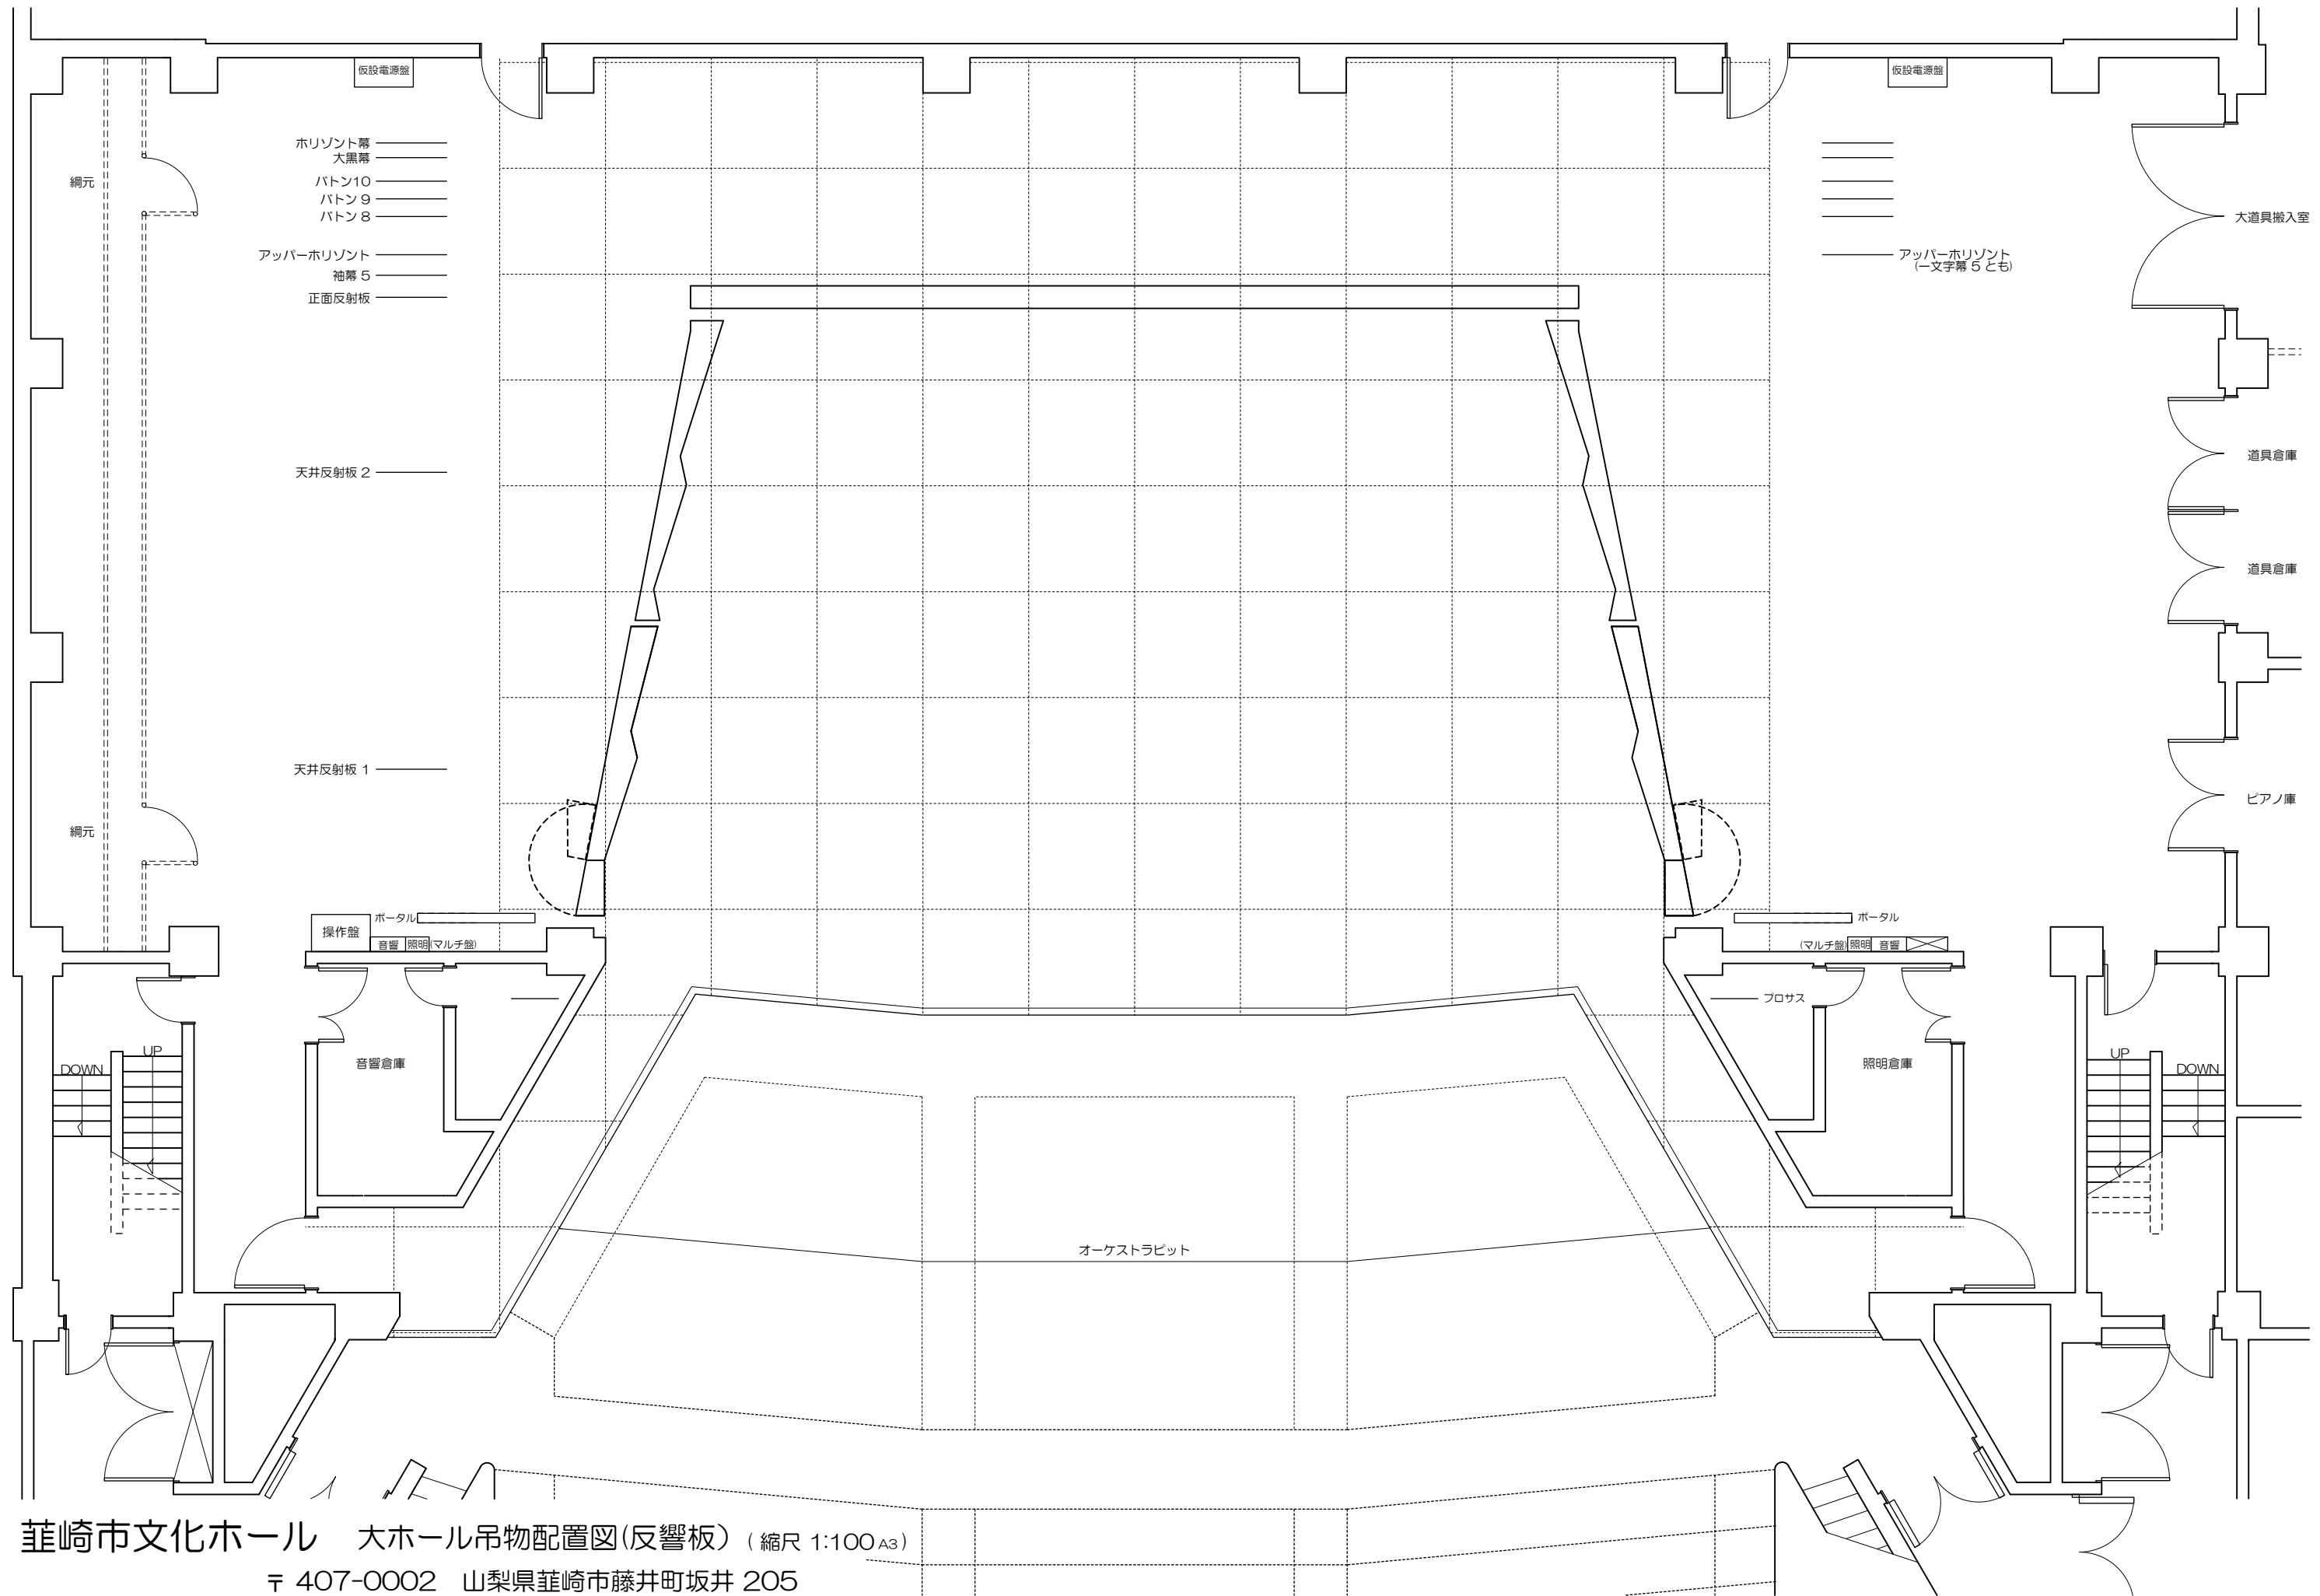 仮設電源盤
仮設電源盤
ホリゾント幕
大黒幕
バトン10
バトン 9
バトン 8
綱元
大道具搬入室
アッパーホリゾント
アッパーホリゾント
(一文字幕 5 とも)
袖幕 5
正面反射板
道具倉庫
天井反射板 2
道具倉庫
天井反射板 1
ピアノ庫
綱元
ポータル
ポータル
操作盤
音響 照明 (マルチ盤)
(マルチ盤) 照明 音響
プロサス
UP
DOWN
音響倉庫
照明倉庫
UP
DOWN
オーケストラピット
韮崎市文化ホール 大ホール吊物配置図(反響板) ( 縮尺 1:100 A3 )
〒 407-0002 山梨県韮崎市藤井町坂井 205